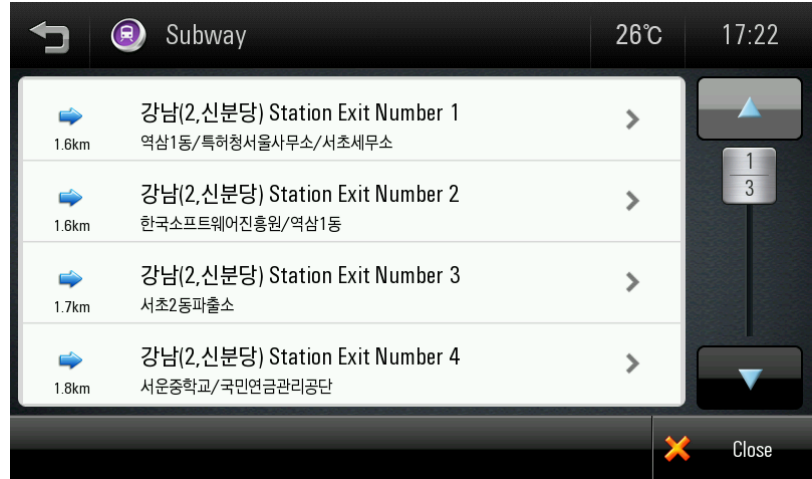 Subway
26℃
17:22
강남(2,신분당) Station Exit Number 1
1.6km
역삼1동/특허청서울사무소/서초세무소
강남(2,신분당) Station Exit Number 2
1.6km
한국소프트웨어진흥원/역삼1동
강남(2,신분당) Station Exit Number 3
1.7km
서초2동파출소
강남(2,신분당) Station Exit Number 4
1.8km
서운중학교/국민연금관리공단
1
3
Close